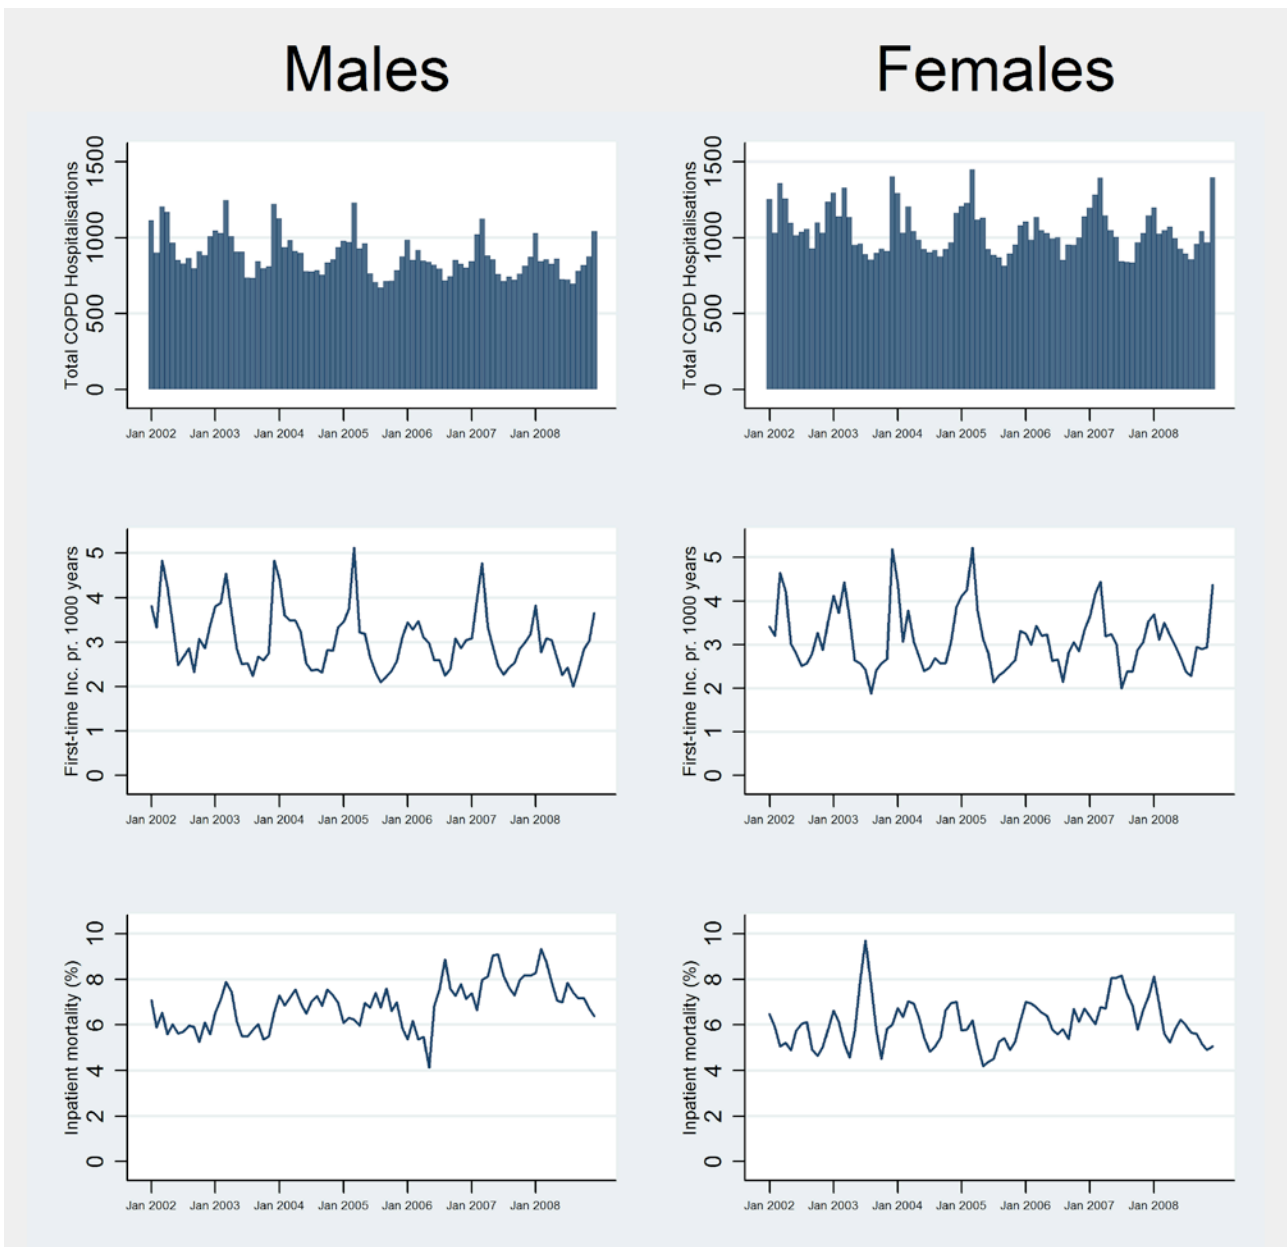 Males
Females
Total COPD Hospitalisations
1500
1000
500
0
Jan 2002 Jan 2003 Jan 2004 Jan 2005 Jan 2006 Jan 2007 Jan 2008
Total COPD Hospitalisations
1500
1000
500
0
Jan 2002 Jan 2003 Jan 2004 Jan 2005 Jan 2006 Jan 2007 Jan 2008
First-time Inc. pr. 1000 years
5
4
3
2
1
0
Jan 2002 Jan 2003 Jan 2004 Jan 2005 Jan 2006 Jan 2007 Jan 2008
First-time Inc. pr. 1000 years
5
4
3
2
1
0
Jan 2002 Jan 2003 Jan 2004 Jan 2005 Jan 2006 Jan 2007 Jan 2008
Inpatient mortality (%)
10
8
6
4
2
0
Jan 2002 Jan 2003 Jan 2004 Jan 2005 Jan 2006 Jan 2007 Jan 2008
Inpatient mortality (%)
10
8
6
4
2
0
Jan 2002 Jan 2003 Jan 2004 Jan 2005 Jan 2006 Jan 2007 Jan 2008